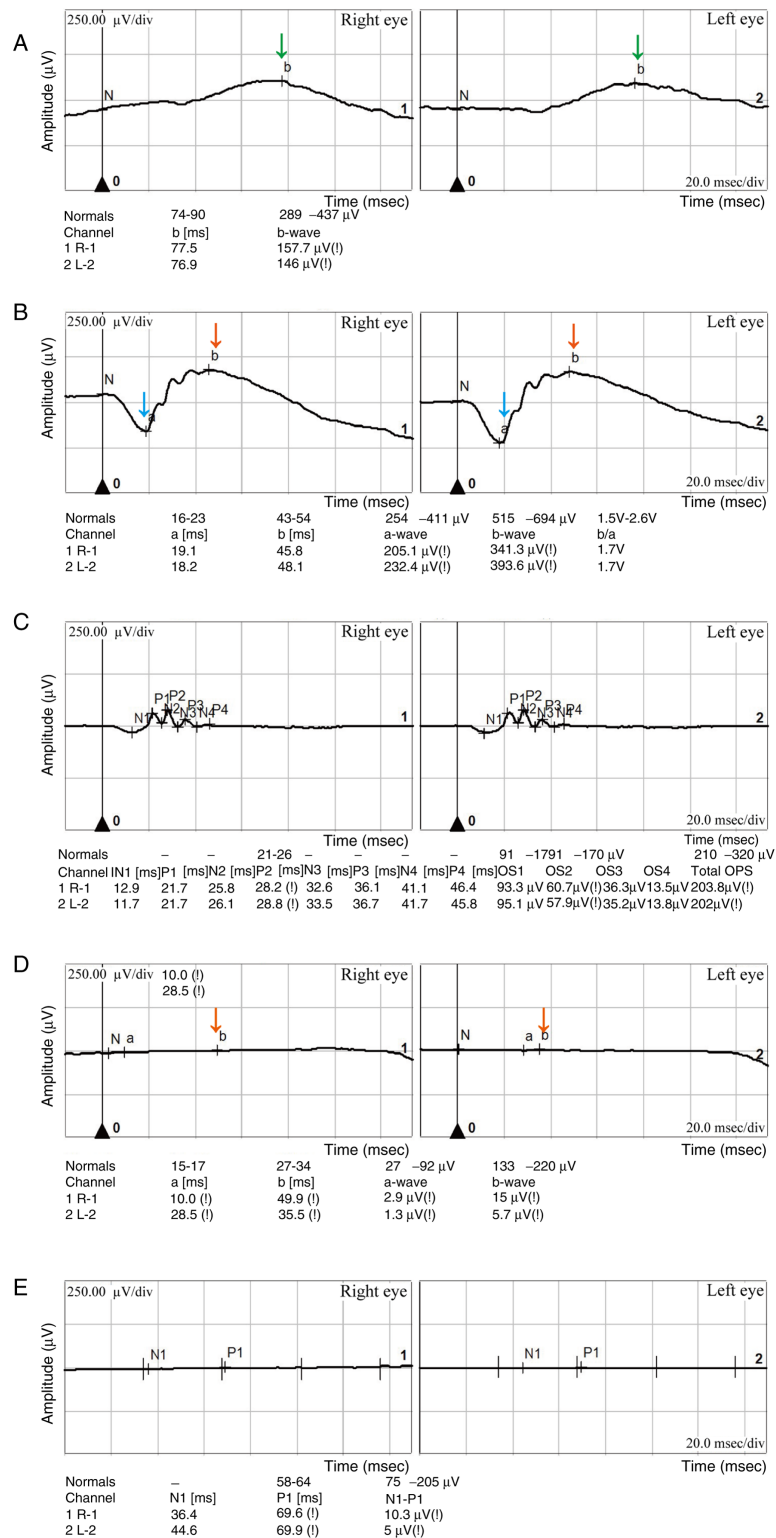 A
250.00 µV/div
Right eye
Left eye
Amplitude (µV)
N
b
1
0
N
b
2
0
20.0 msec/div
Time (msec)
Time (msec)
Normals 74-90 289 –437 µV
Channel b [ms] b-wave
1 R-1 77.5 157.7 µV(!)
2 L-2 76.9 146 µV(!)
B
250.00 µV/div
Right eye
Left eye
Amplitude (µV)
N
a
b
1
0
N
a
b
2
0
20.0 msec/div
Time (msec)
Time (msec)
Normals 16-23 43-54 254 –411 µV 515 –694 µV 1.5V-2.6V
Channel a [ms] b [ms] a-wave b-wave b/a
1 R-1 19.1 45.8 205.1 µV(!) 341.3 µV(!) 1.7V
2 L-2 18.2 48.1 232.4 µV(!) 393.6 µV(!) 1.7V
C
250.00 µV/div
Right eye
Left eye
Amplitude (µV)
N1 P1 N2 P2 N3 P3 N4 P4
1
0
N1 P1 N2 P2 N3 P3 N4 P4
2
0
20.0 msec/div
Time (msec)
Time (msec)
Normals – – 21-26 – – – – 91 –1791 –170 µV 210 –320 µV
Channel IN1 [ms]P1 [ms]N2 [ms]P2 [ms]N3 [ms]P3 [ms]N4 [ms]P4 [ms]OS1 OS2 OS3 OS4 Total OPS
1 R-1 12.9 21.7 25.8 28.2 (!) 32.6 36.1 41.1 46.4 93.3 µV 60.7µV(!)36.3µV13.5µV203.8µV(!)
2 L-2 11.7 21.7 26.1 28.8 (!) 33.5 36.7 41.7 45.8 95.1 µV 57.9µV(!)35.2µV13.8µV202µV(!)
D
250.00 µV/div 10.0 (!)
28.5 (!)
Right eye
Left eye
Amplitude (µV)
N
a
b
1
0
N
a
b
2
0
20.0 msec/div
Time (msec)
Time (msec)
Normals 15-17 27-34 27 –92 µV 133 –220 µV
Channel a [ms] b [ms] a-wave b-wave
1 R-1 10.0 (!) 49.9 (!) 2.9 µV(!) 15 µV(!)
2 L-2 28.5 (!) 35.5 (!) 1.3 µV(!) 5.7 µV(!)
E
250.00 µV/div
Right eye
Left eye
Amplitude (µV)
N1
P1
1
N1
P1
2
20.0 msec/div
Time (msec)
Time (msec)
Normals – 58-64 75 –205 µV
Channel N1 [ms] P1 [ms] N1-P1
1 R-1 36.4 69.6 (!) 10.3 µV(!)
2 L-2 44.6 69.9 (!) 5 µV(!)